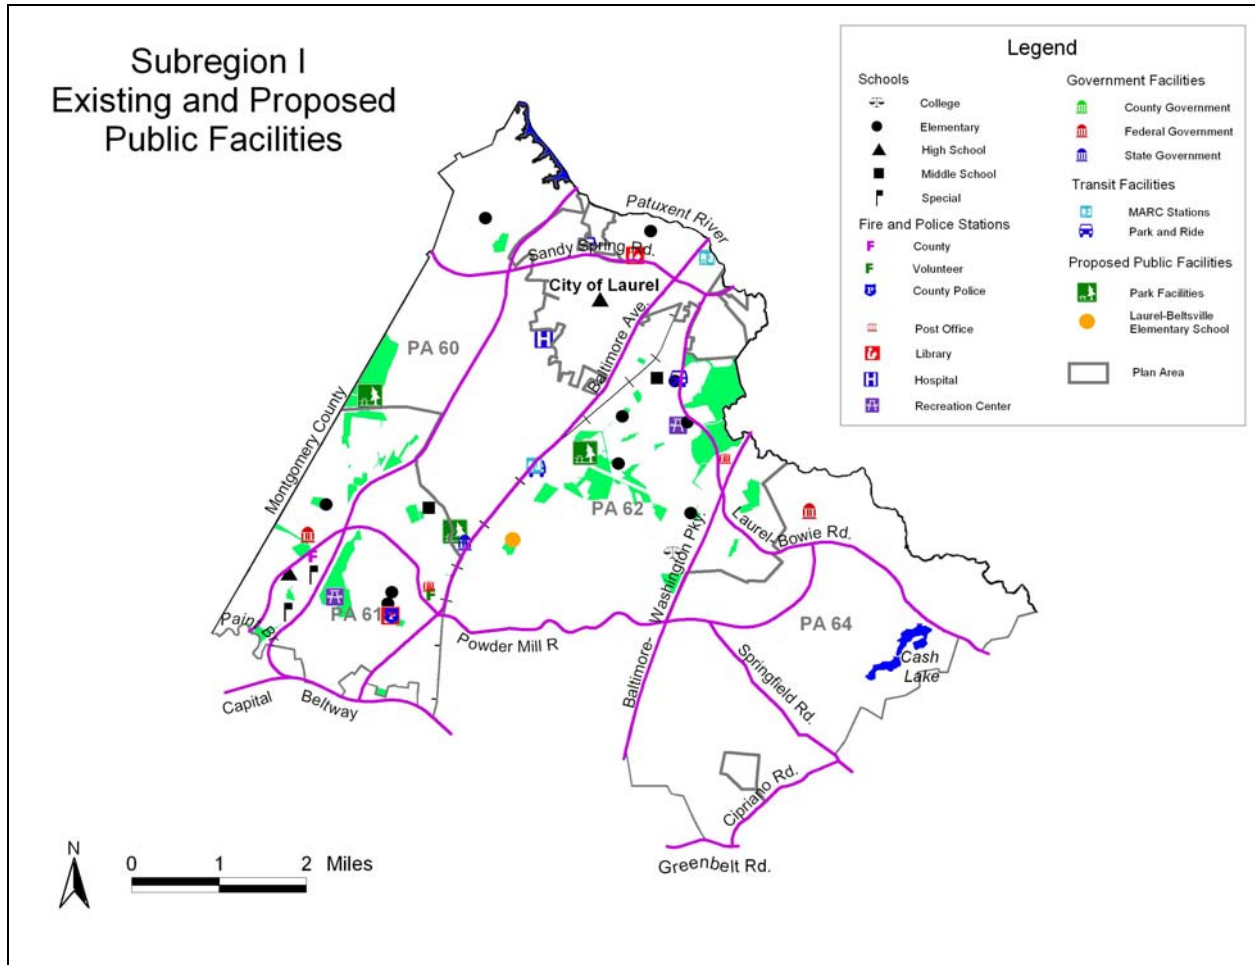 Subregion I
Existing and Proposed
Public Facilities
Legend
Schools
College
Elementary
High School
Middle School
Special
Fire and Police Stations
County
Volunteer
County Police
Post Office
Library
Hospital
Recreation Center
Government Facilities
County Government
Federal Government
State Government
Transit Facilities
MARC Stations
Park and Ride
Proposed Public Facilities
Park Facilities
Laurel-Beltsville
Elementary School
Plan Area
Patuxent River
Sandy Spring Rd.
City of Laurel
Baltimore Ave.
PA 60
Montgomery County
PA 62
Laurel-Bowie Rd.
Baltimore-Washington Pky.
PA 61
Paint B
Powder Mill R
PA 64
Cash
Lake
Springfield Rd.
Capital Beltway
Cipriano Rd.
Greenbelt Rd.
N
0 1 2 Miles